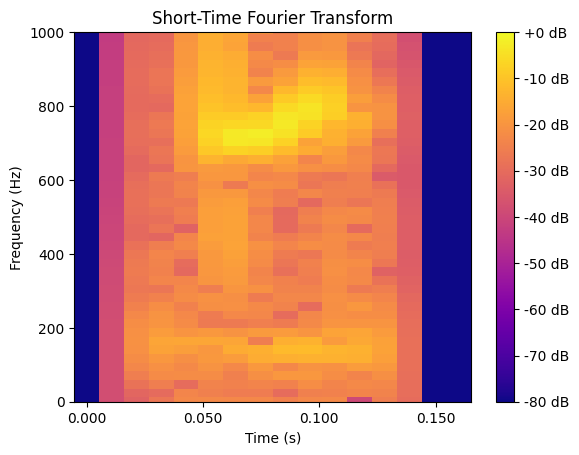 Short-Time Fourier Transform
1000
800
600
400
200
0
Frequency (Hz)
0.000
0.050
0.100
0.150
Time (s)
+0 dB
-10 dB
-20 dB
-30 dB
-40 dB
-50 dB
-60 dB
-70 dB
-80 dB